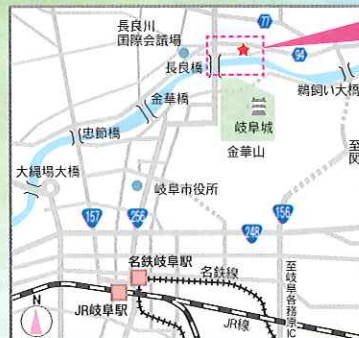 長良川
国際会議場
77
94
長良橋
鵜飼い大橋
金華橋
岐阜城
金華山
忠節橋
大縄場大橋
岐阜市役所
157
256
248
156
名鉄岐阜駅
名鉄線
至岐阜各務原IC
JR岐阜駅
JR線
N